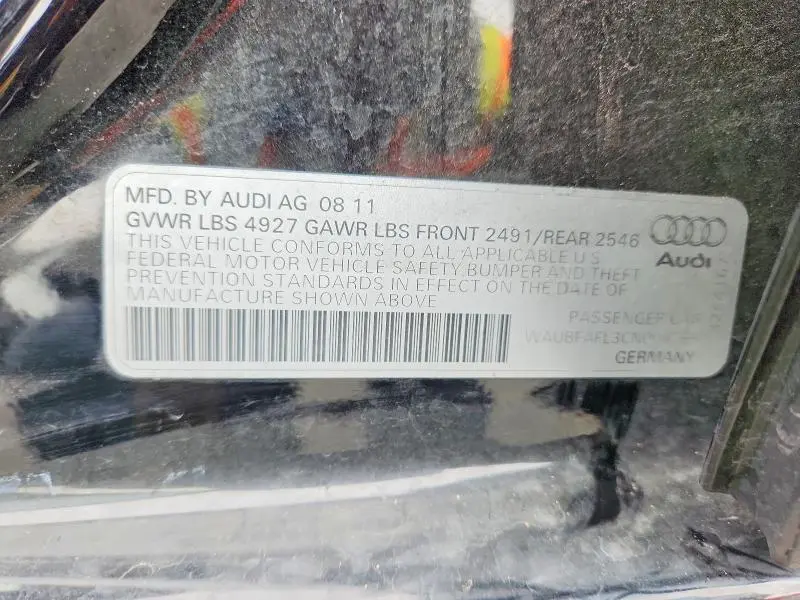 MFD. BY AUDI AG 08 11
GVWR LBS 4927 GAWR LBS FRONT 2491/REAR 2546
THIS VEHICLE CONFORMS TO ALL APPLICABLE U.S.
FEDERAL MOTOR VEHICLE SAFETY, BUMPER AND THEFT
PREVENTION STANDARDS IN EFFECT ON THE DATE OF
MANUFACTURE SHOWN ABOVE
Audi
PASSENGER CAR
GERMANY